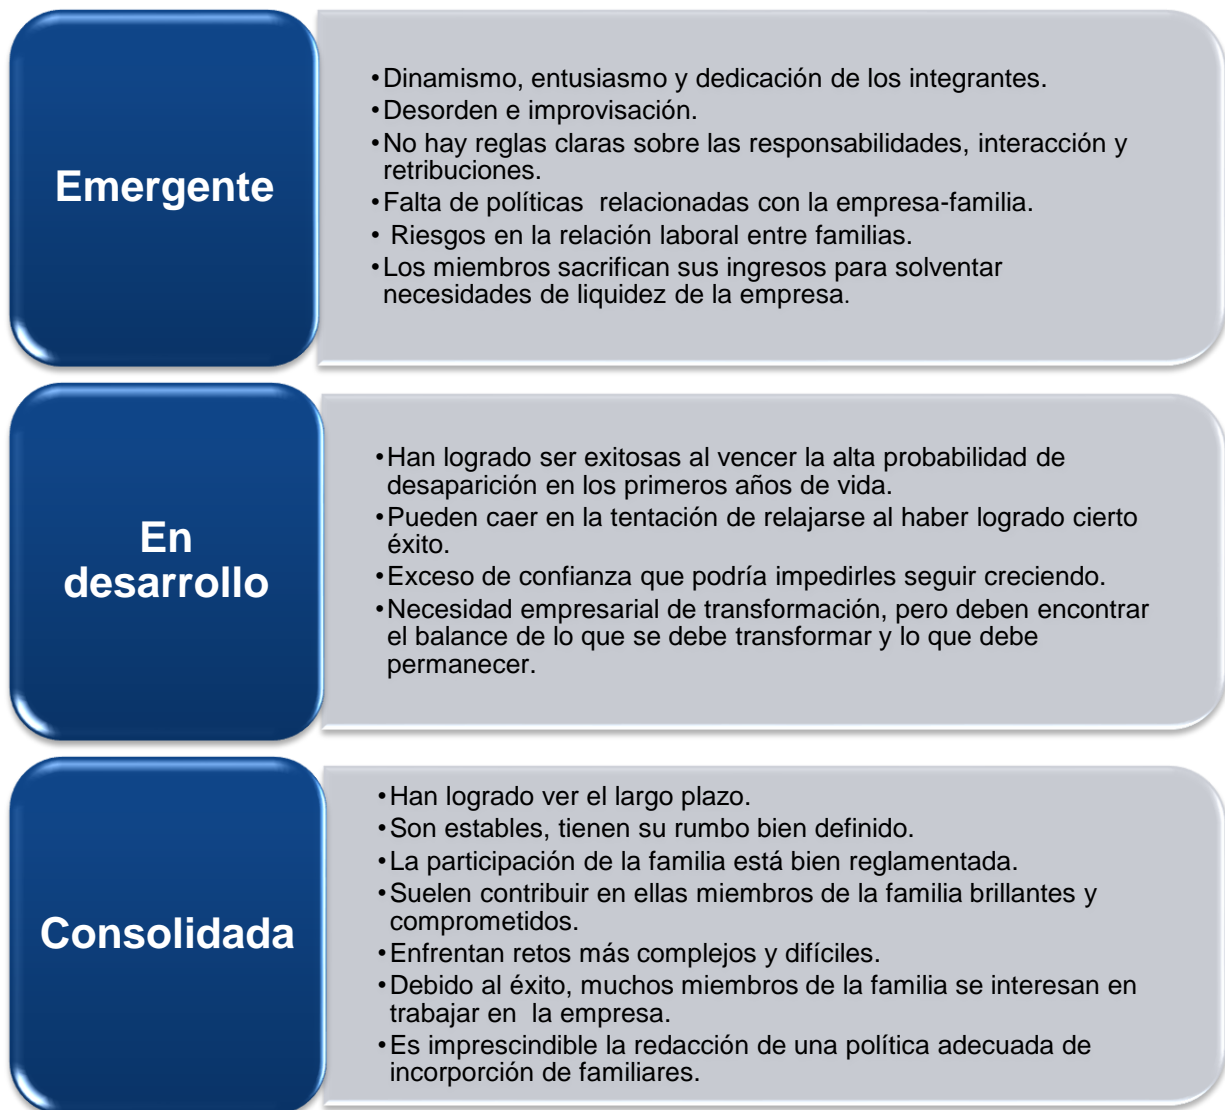 Emergente
•Dinamismo, entusiasmo y dedicación de los integrantes.
•Desorden e improvisación.
•No hay reglas claras sobre las responsabilidades, interacción y
retribuciones.
•Falta de políticas relacionadas con la empresa-familia.
• Riesgos en la relación laboral entre familias.
•Los miembros sacrifican sus ingresos para solventar
necesidades de liquidez de la empresa.
En
desarrollo
•Han logrado ser exitosas al vencer la alta probabilidad de
desaparición en los primeros años de vida.
•Pueden caer en la tentación de relajarse al haber logrado cierto
éxito.
•Exceso de confianza que podría impedirles seguir creciendo.
•Necesidad empresarial de transformación, pero deben encontrar
el balance de lo que se debe transformar y lo que debe
permanecer.
Consolidada
•Han logrado ver el largo plazo.
•Son estables, tienen su rumbo bien definido.
•La participación de la familia está bien reglamentada.
•Suelen contribuir en ellas miembros de la familia brillantes y
comprometidos.
•Enfrentan retos más complejos y difíciles.
•Debido al éxito, muchos miembros de la familia se interesan en
trabajar en la empresa.
•Es imprescindible la redacción de una política adecuada de
incorporción de familiares.